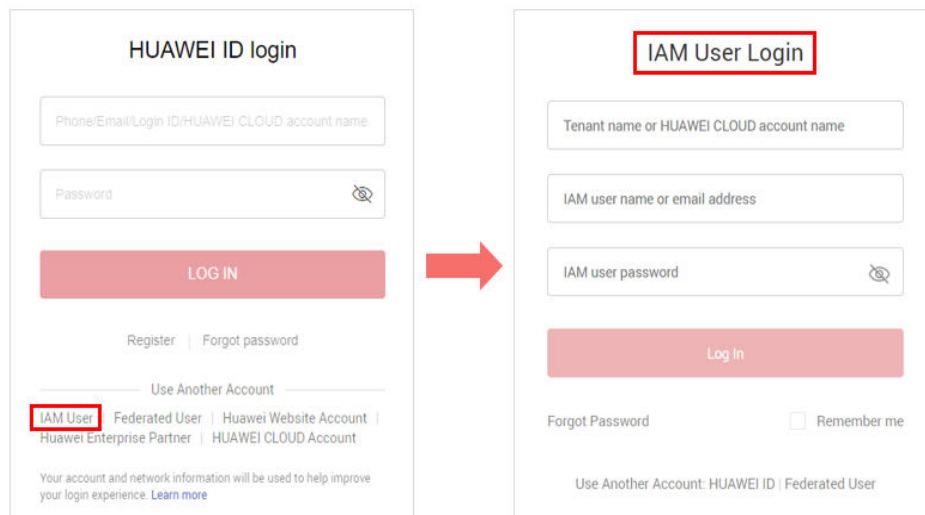 HUAWEI ID login
Phone/Email/Login ID/HUAWEI CLOUD account name
Password
LOG IN
Register | Forgot password
Use Another Account
IAM User | Federated User | Huawei Website Account |
Huawei Enterprise Partner | HUAWEI CLOUD Account
Your account and network information will be used to help improve
your login experience. Learn more
IAM User Login
Tenant name or HUAWEI CLOUD account name
IAM user name or email address
IAM user password
Log In
Forgot Password
Remember me
Use Another Account: HUAWEI ID | Federated User